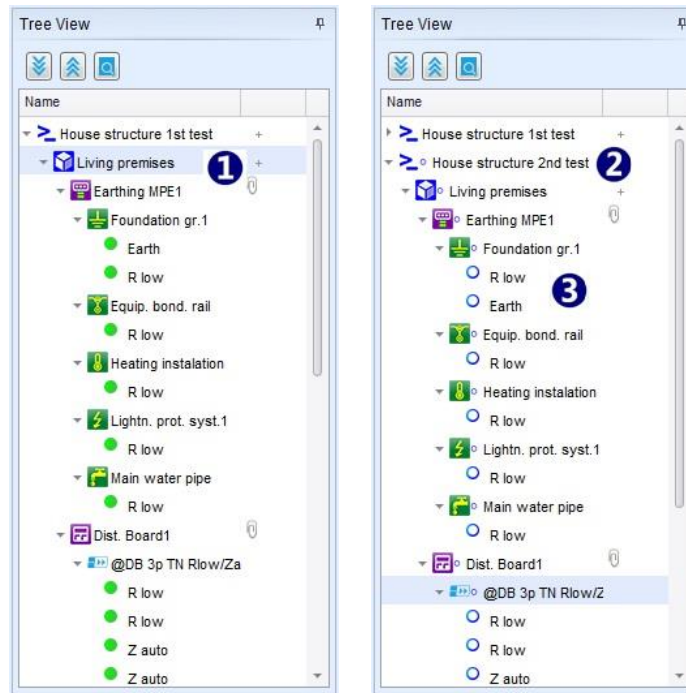 Tree View
Name
House structure 1st test +
Living premises 1 +
Earthing MPE1
Foundation gr.1
Earth
R low
Equip. bond. rail
R low
Heating instalation
R low
Lightn. prot. syst.1
R low
Main water pipe
R low
Dist. Board1
@DB 3p TN Rlow/Za
R low
R low
Z auto
Z auto
Tree View
Name
House structure 1st test +
House structure 2nd test 2
Living premises +
Earthing MPE1
Foundation gr.1
R low
3
Earth
Equip. bond. rail
R low
Heating instalation
R low
Lightn. prot. syst.1
R low
Main water pipe
R low
Dist. Board1
@DB 3p TN Rlow/Z
R low
R low
Z auto